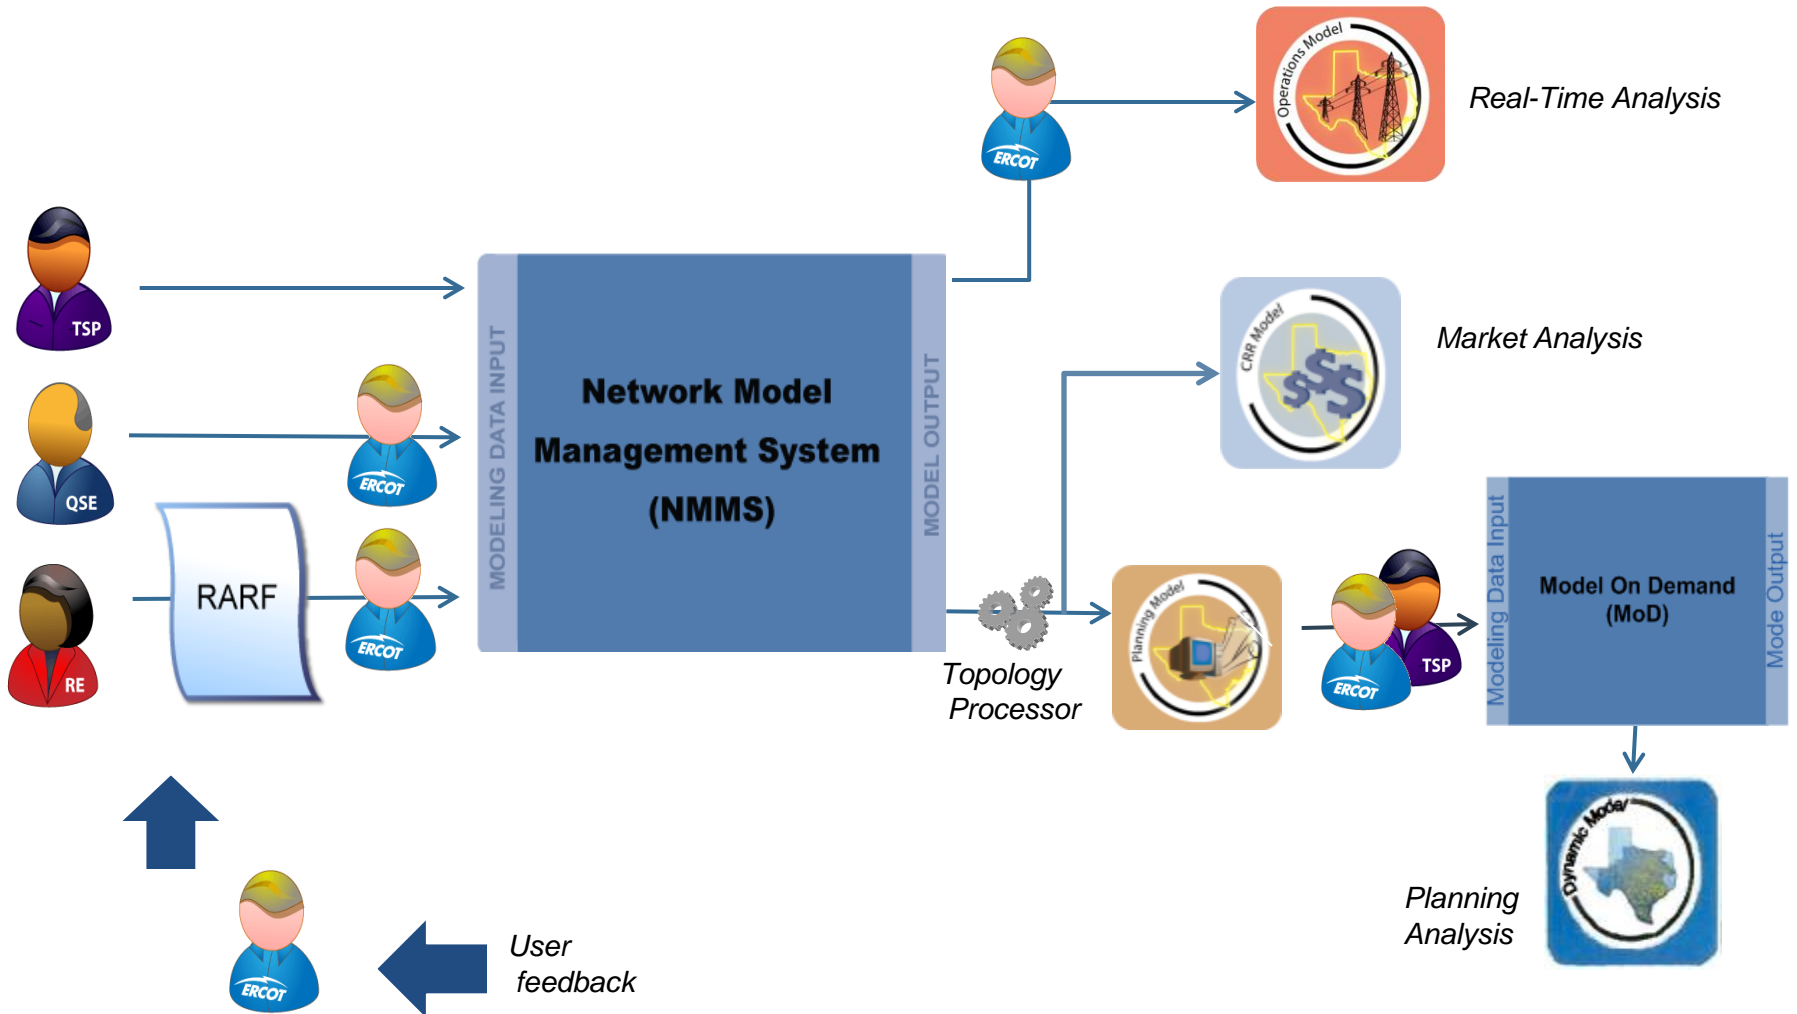 Operations Model
Real-Time Analysis
ERCOT
TSP
MODELING DATA INPUT
Network Model
Management System
(NMMS)
MODEL OUTPUT
CRR Model
$$$
Market Analysis
QSE
ERCOT
RARF
RE
ERCOT
Topology
Processor
Planning Model
ERCOT
TSP
Modeling Data Input
Model On Demand
(MoD)
Mode Output
Dynamic Model
Planning
Analysis
ERCOT
User
feedback